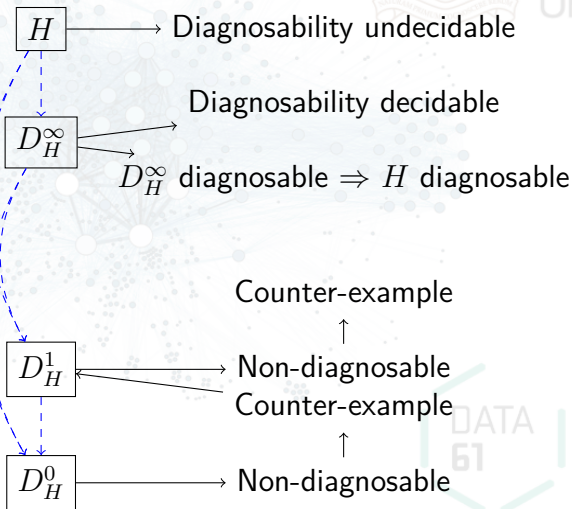 H Diagnosability undecidable
Diagnosability decidable
D_H^∞
D_H^∞ diagnosable ⇒ H diagnosable
Counter-example
↑
D_H^1 Non-diagnosable
Counter-example
↑
DATA
61
D_H^0 Non-diagnosable